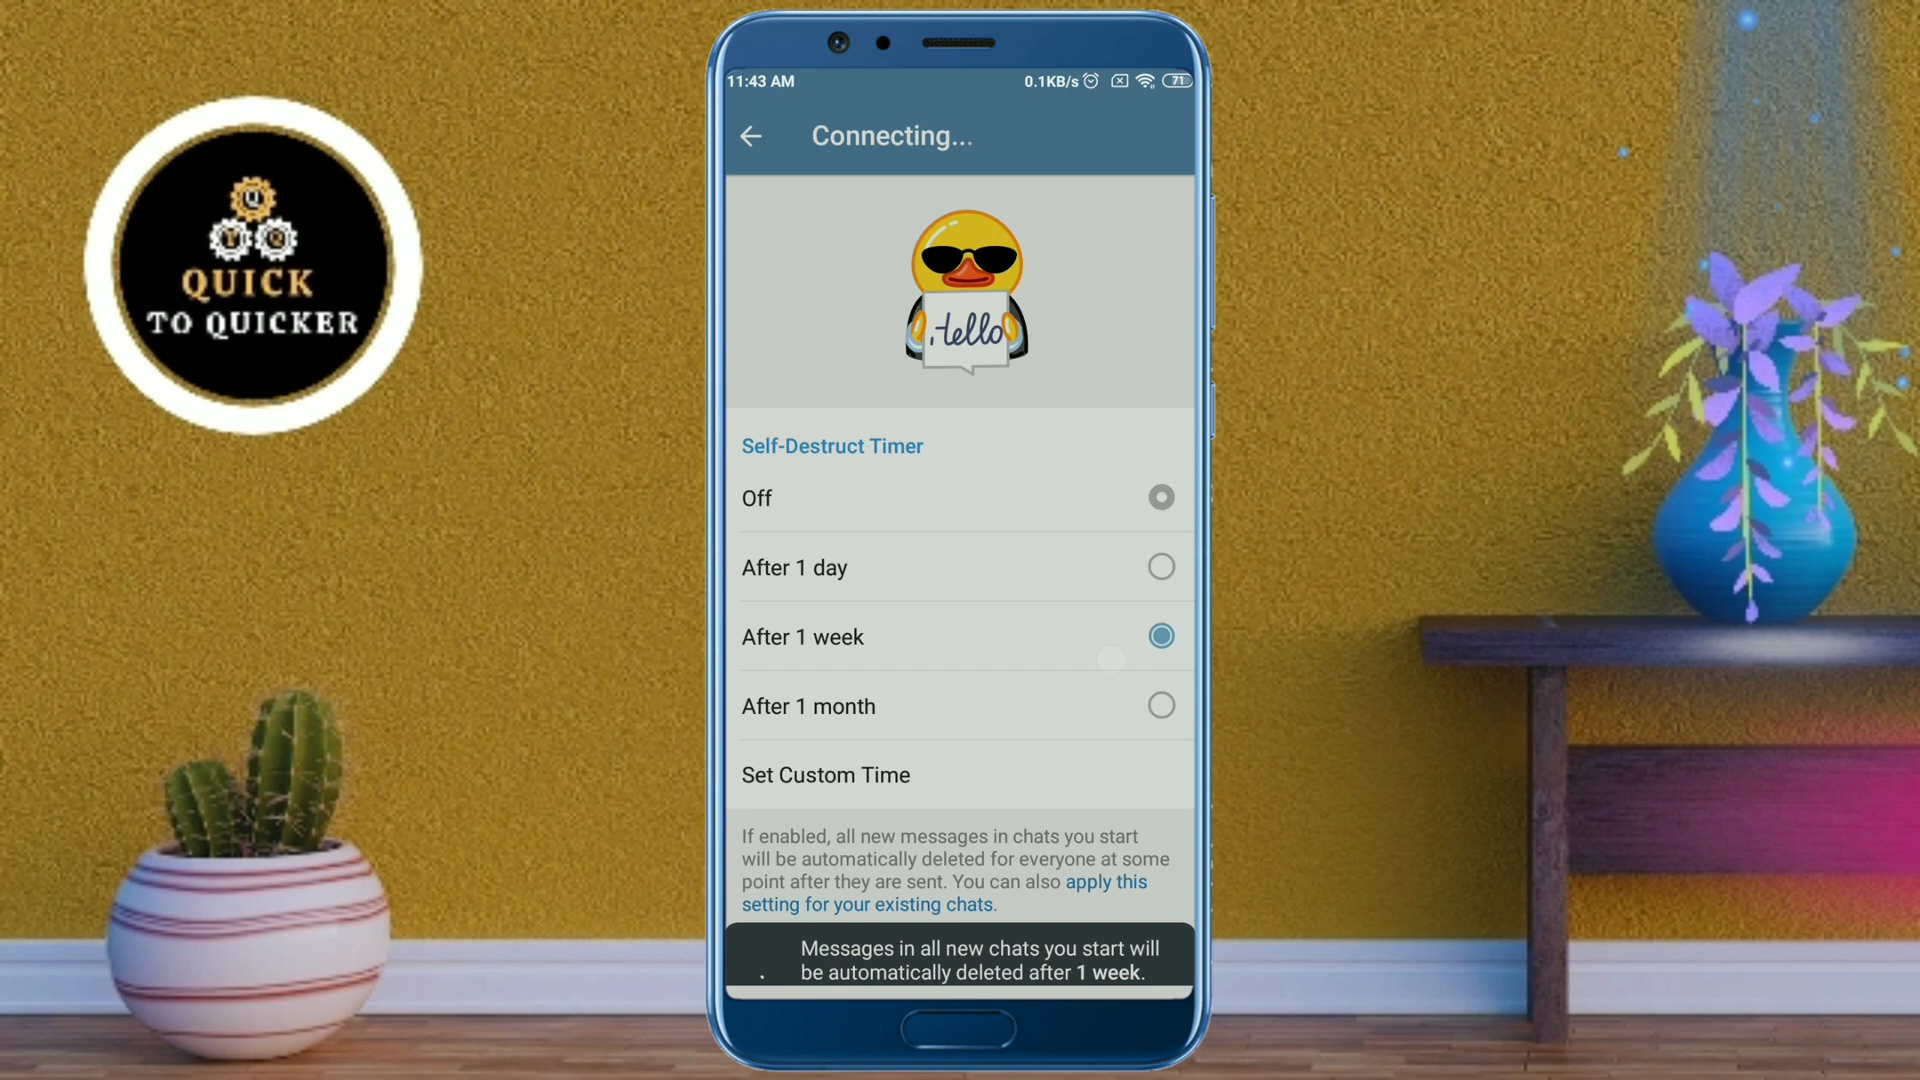 11:43 AM
0.1KB/s
71
Connecting...
Q
T Q
QUICK
TO QUICKER
Hello
Self-Destruct Timer
Off
After 1 day
After 1 week
After 1 month
Set Custom Time
If enabled, all new messages in chats you start
will be automatically deleted for everyone at some
point after they are sent. You can also apply this
setting for your existing chats.
Messages in all new chats you start will
be automatically deleted after 1 week.